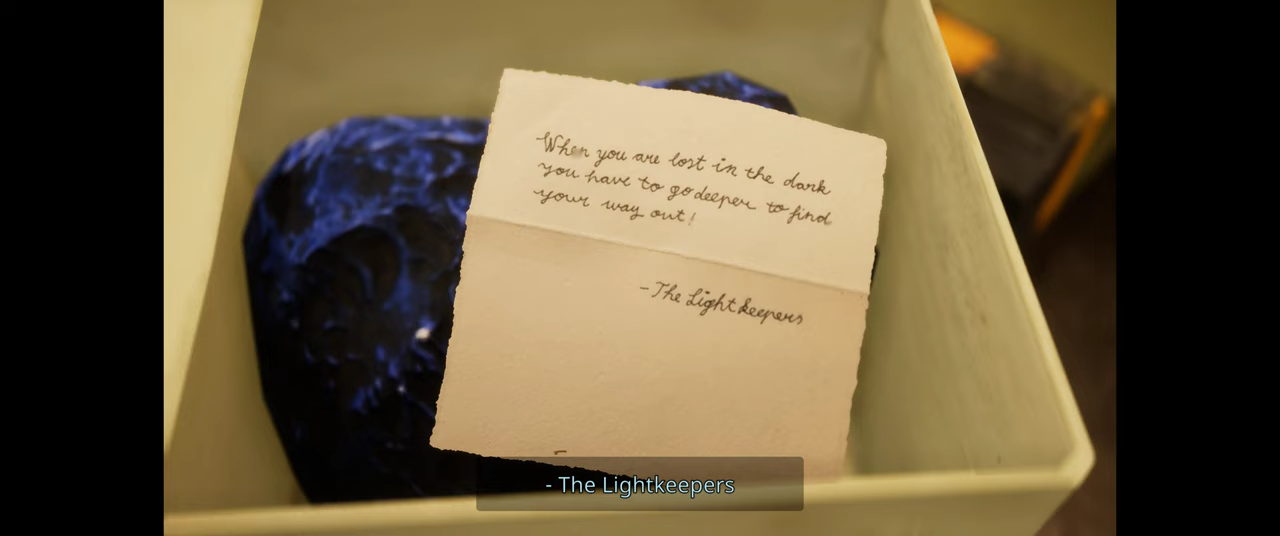 When you are lost in the dark
you have to go deeper to find
your way out!
-The Lightkeepers
- The Lightkeepers